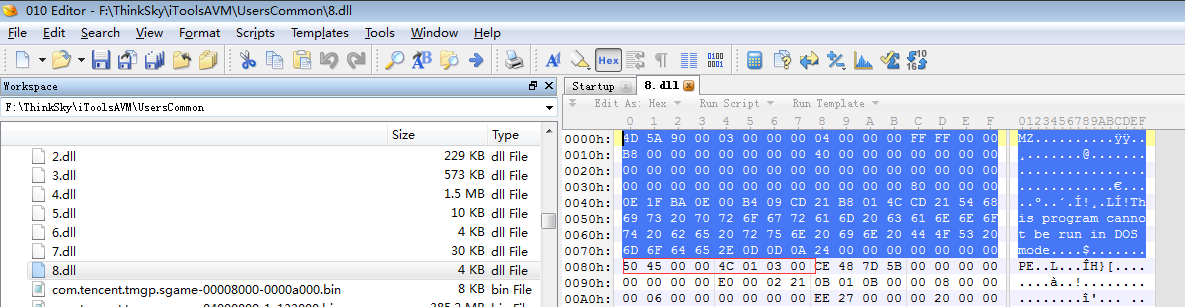 010 Editor - F:\ThinkSky\iToolsAVM\UsersCommon\8.dll
File Edit Search View Format Scripts Templates Tools Window Help
Hex
0101
Workspace
F:\ThinkSky\iToolsAVM\UsersCommon
Size Type
2.dll 229 KB dll File
3.dll 573 KB dll File
4.dll 1.5 MB dll File
5.dll 10 KB dll File
6.dll 4 KB dll File
7.dll 30 KB dll File
8.dll 4 KB dll File
com.tencent.tmgp.sgame-00008000-0000a000.bin 8 KB bin File
Startup 8.dll
Edit As: Hex Run Script Run Template
0 1 2 3 4 5 6 7 8 9 A B C D E F 0123456789ABCDEF
0000h: 4D 5A 90 00 03 00 00 00 04 00 00 00 FF FF 00 00 MZ..........ÿÿ..
0010h: B8 00 00 00 00 00 00 00 40 00 00 00 00 00 00 00 ¸.......@.......
0020h: 00 00 00 00 00 00 00 00 00 00 00 00 00 00 00 00 ................
0030h: 00 00 00 00 00 00 00 00 00 00 00 00 80 00 00 00 ............€...
0040h: 0E 1F BA 0E 00 B4 09 CD 21 B8 01 4C CD 21 54 68 ..º..´.Í!¸.LÍ!Th
0050h: 69 73 20 70 72 6F 67 72 61 6D 20 63 61 6E 6E 6F is program canno
0060h: 74 20 62 65 20 72 75 6E 20 69 6E 20 44 4F 53 20 t be run in DOS
0070h: 6D 6F 64 65 2E 0D 0D 0A 24 00 00 00 00 00 00 00 mode....$.......
0080h: 50 45 00 00 4C 01 03 00 CE 48 7D 5B 00 00 00 00 PE..L...ÎH}[....
0090h: 00 00 00 00 E0 00 02 21 0B 01 0B 00 00 08 00 00 ....à..!........
00A0h: 00 06 00 00 00 00 00 00 EE 27 00 00 00 20 00 00